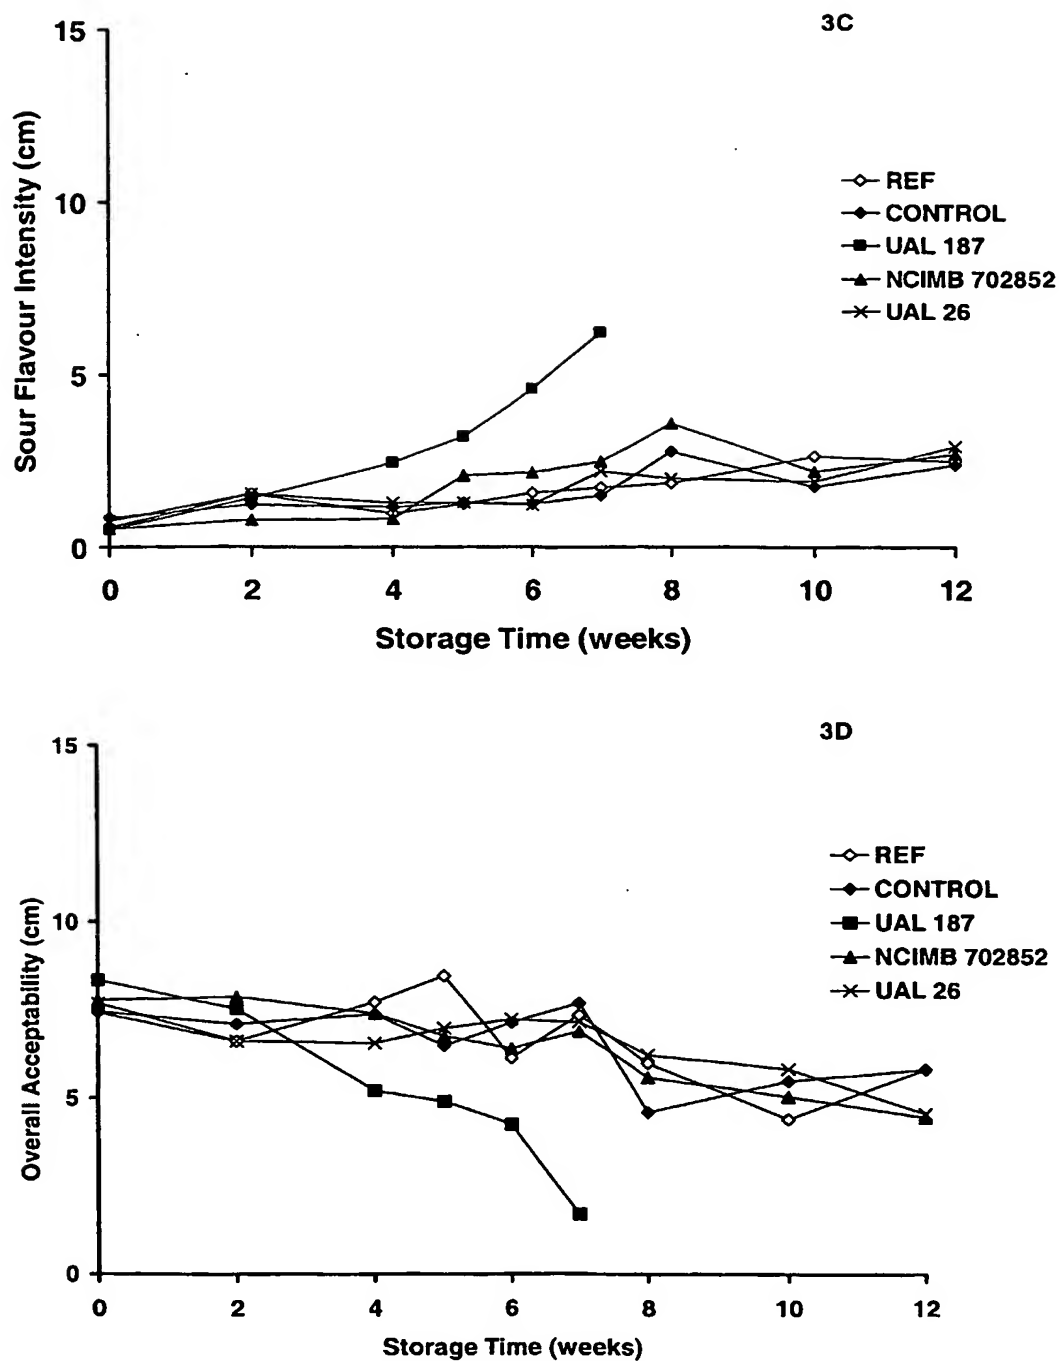 3C
15
10
5
0
Sour Flavour Intensity (cm)
REF
CONTROL
UAL 187
NCIMB 702852
UAL 26
0 2 4 6 8 10 12
Storage Time (weeks)
3D
15
10
5
0
Overall Acceptability (cm)
REF
CONTROL
UAL 187
NCIMB 702852
UAL 26
0 2 4 6 8 10 12
Storage Time (weeks)